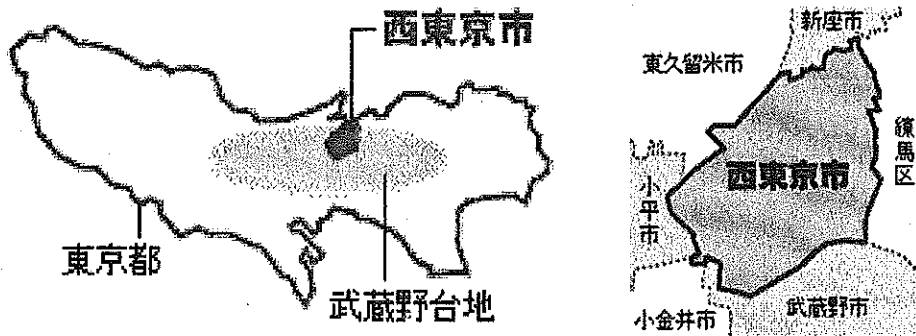 西東京市
東京都
武蔵野台地
新座市
東久留米市
練馬区
西東京市
小平市
小金井市
武蔵野市